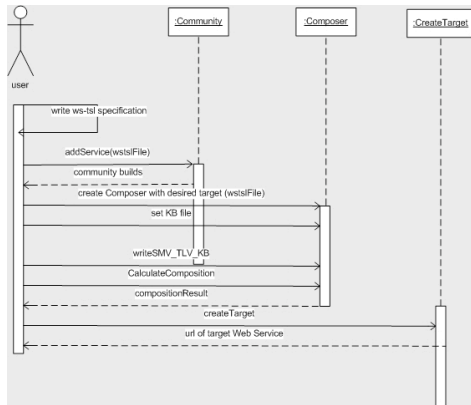 :Community
:Composer
:CreateTarget
user
write ws-tsl specification
addService(wstslFile)
community builds
create Composer with desired target (wstslFile)
set KB file
writeSMV_TLV_KB
CalculateComposition
compositionResult
createTarget
url of target Web Service